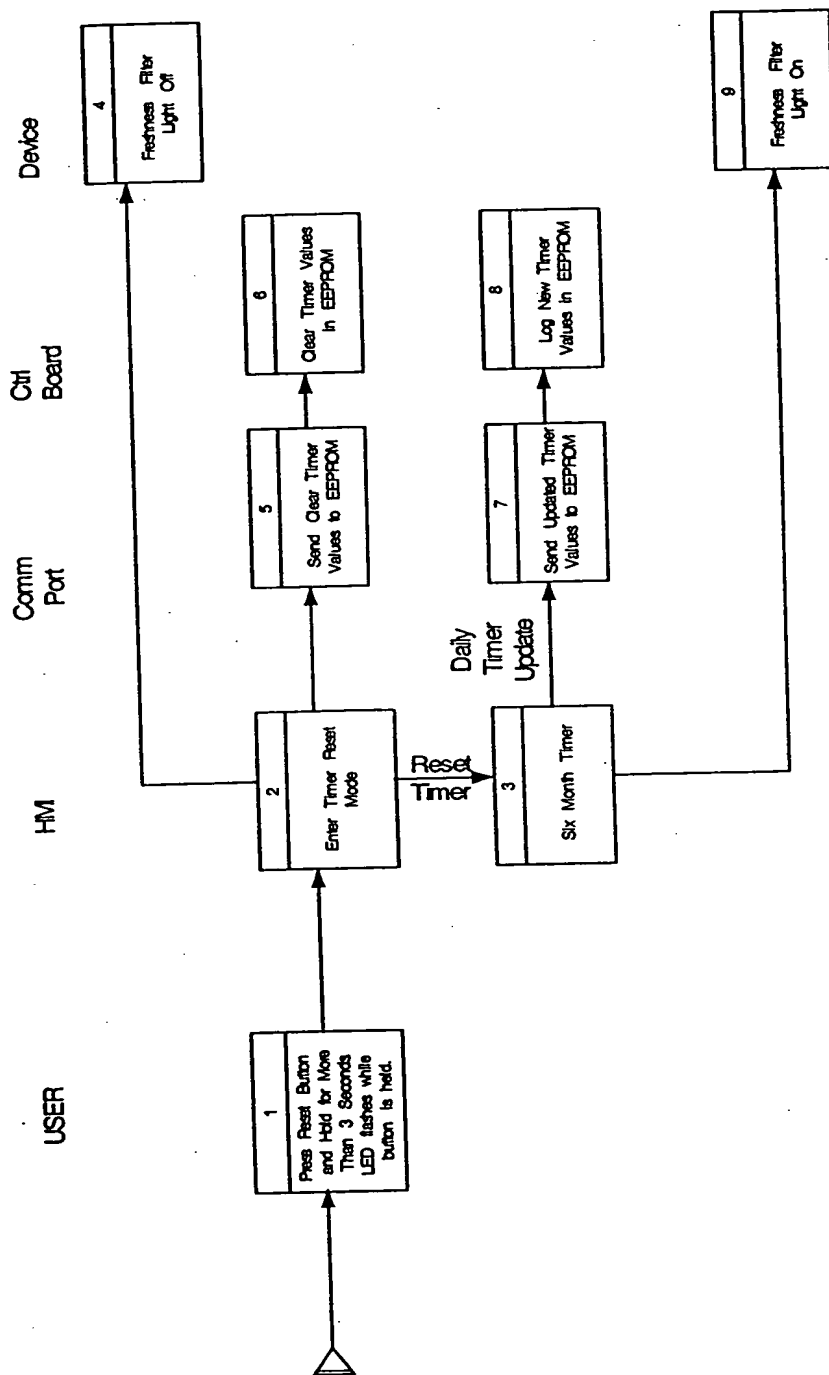 USER
HM
Comm
Port
Ctrl
Board
Device
1
Press Reset Button
and Hold for More
Than 3 Seconds
LED flashes while
button is held.
2
Enter Timer Reset
Mode
Reset
Timer
3
Six Month Timer
4
Freshness Filter
Light Off
5
Send Clear Timer
Values to EEPROM
6
Clear Timer Values
in EEPROM
Daily
Timer
Update
7
Send Updated Timer
Values to EEPROM
8
Log New Timer
Values in EEPROM
9
Freshness Filter
Light On